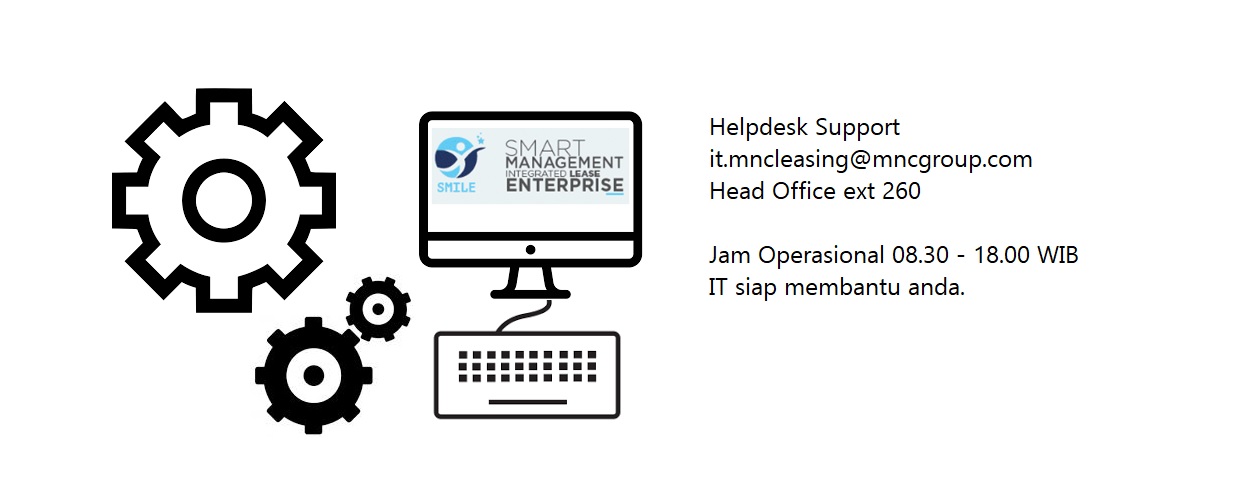 SMILE
SMART
MANAGEMENT
INTEGRATED LEASE
ENTERPRISE
Helpdesk Support
it.mncleasing@mncgroup.com
Head Office ext 260
Jam Operasional 08.30 - 18.00 WIB
IT siap membantu anda.